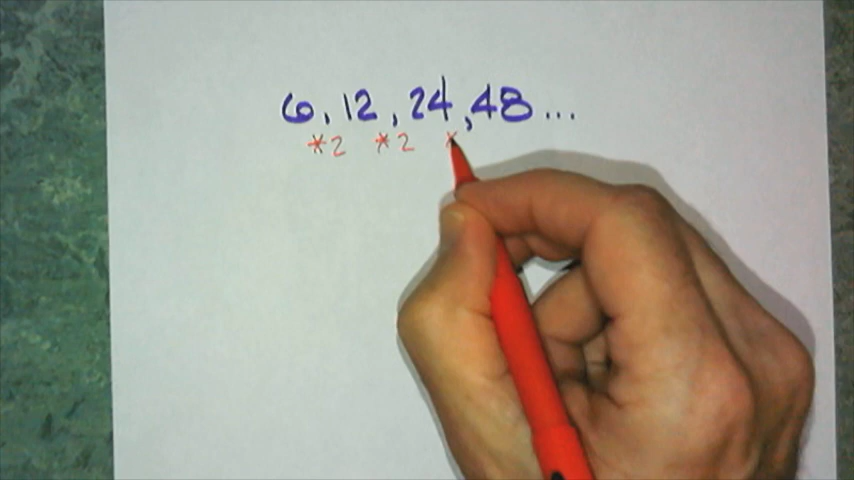 6, 12, 24, 48...
*2 *2 *